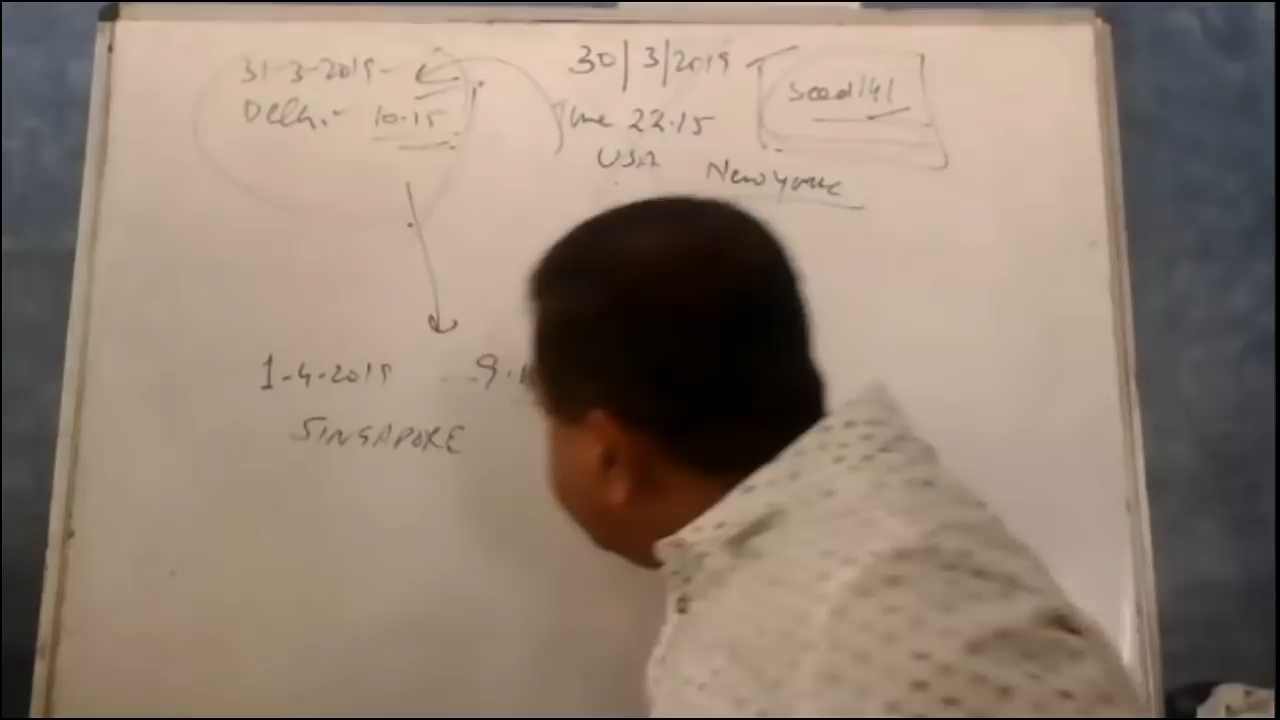 31-3-2019-
Delhi:- 10.15
30/3/2019
Time 22.15
USA
New York
1-4-2019 9.
SINGAPORE